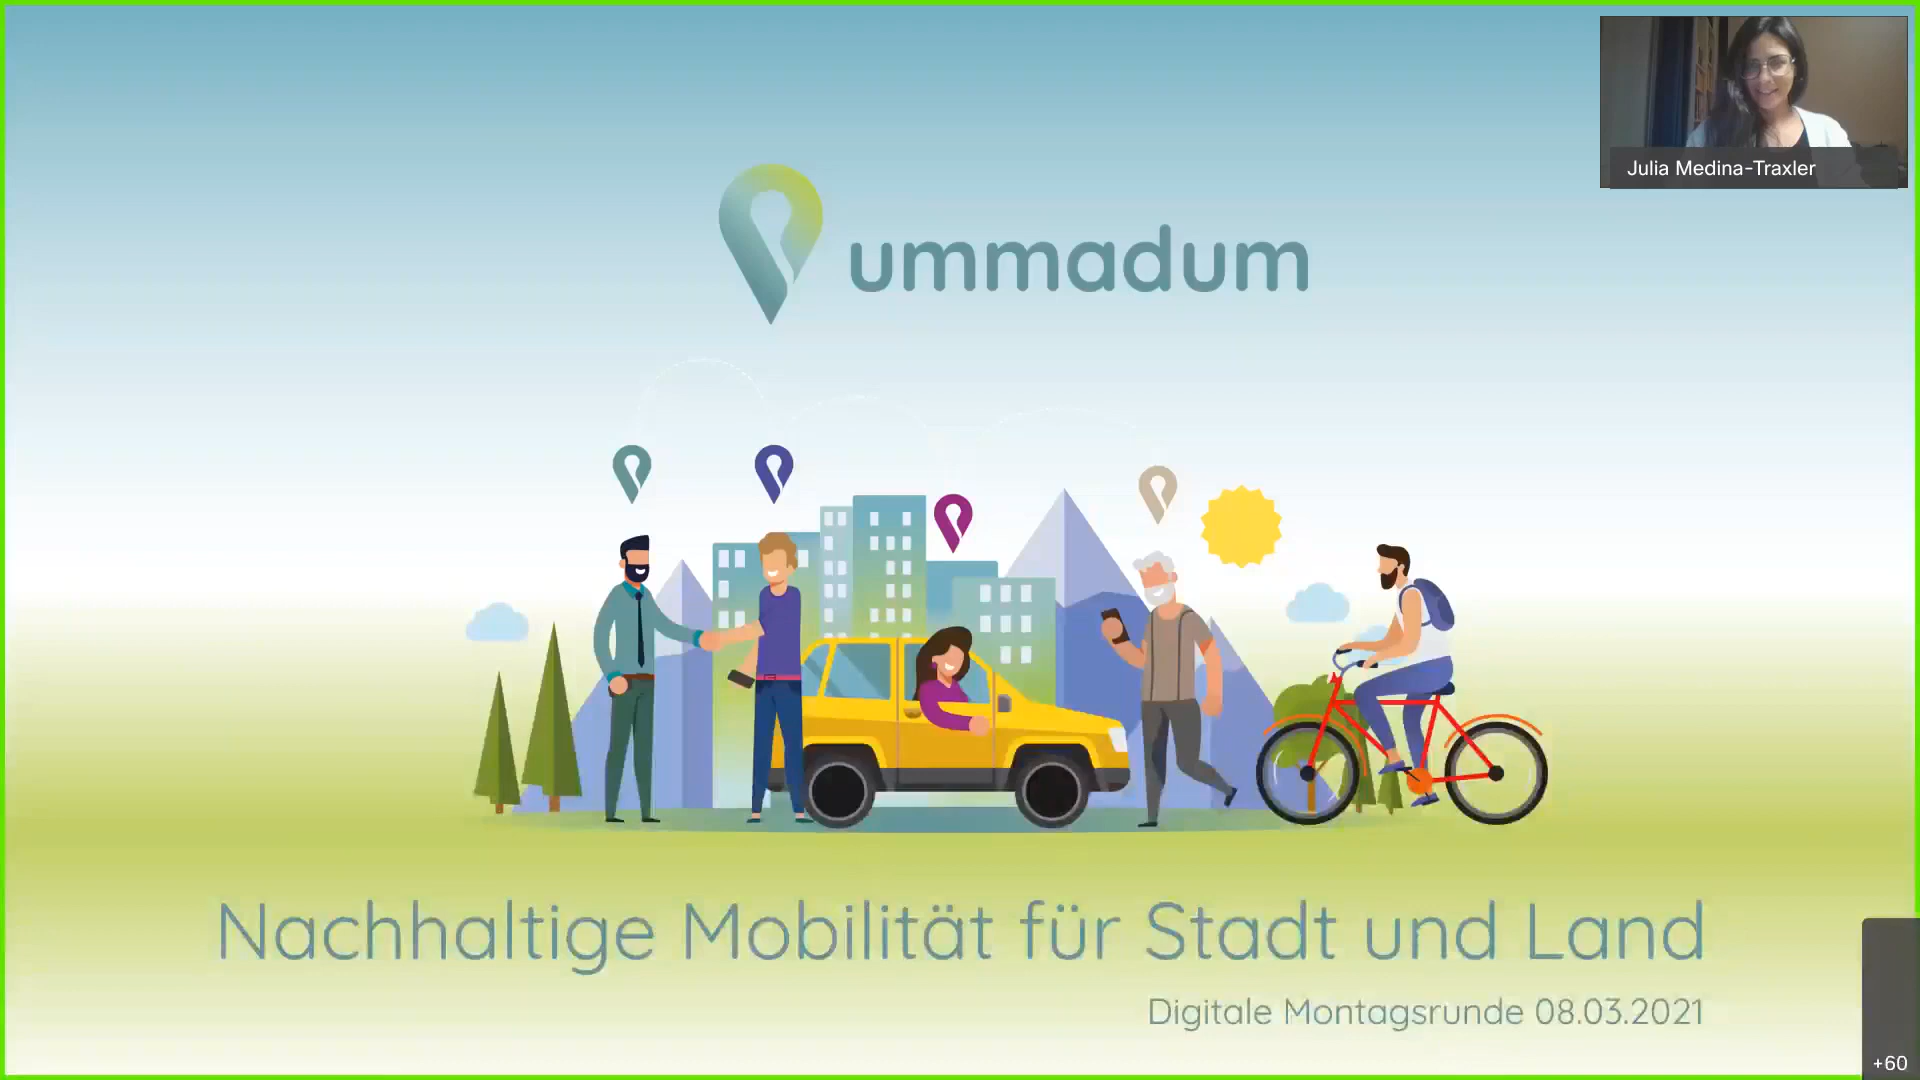 Julia Medina-Traxler
ummadum
Nachhaltige Mobilität für Stadt und Land
Digitale Montagsrunde 08.03.2021
+60